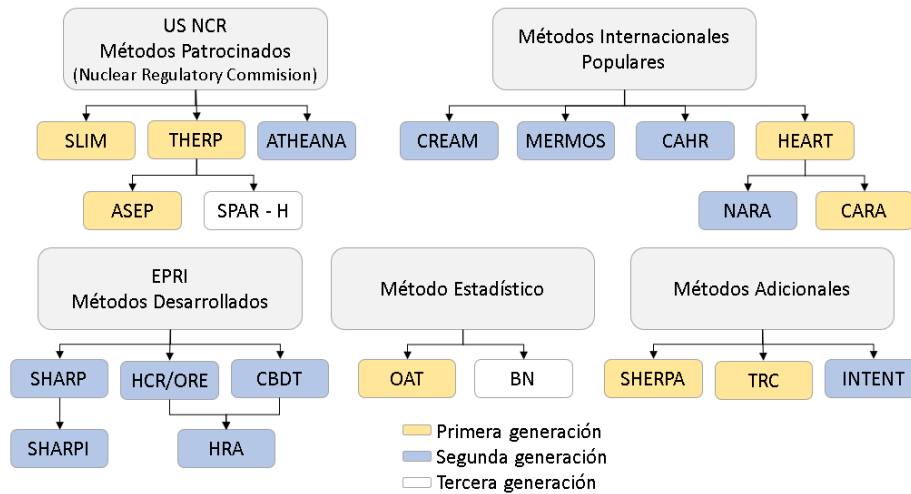 US NCR
Métodos Patrocinados
(Nuclear Regulatory Commision)
SLIM
THERP
ATHEANA
ASEP
SPAR - H
Métodos Internacionales
Populares
CREAM
MERMOS
CAHR
HEART
NARA
CARA
EPRI
Métodos Desarrollados
SHARP
HCR/ORE
CBDT
SHARPI
HRA
Método Estadístico
OAT
BN
Métodos Adicionales
SHERPA
TRC
INTENT
Primera generación
Segunda generación
Tercera generación